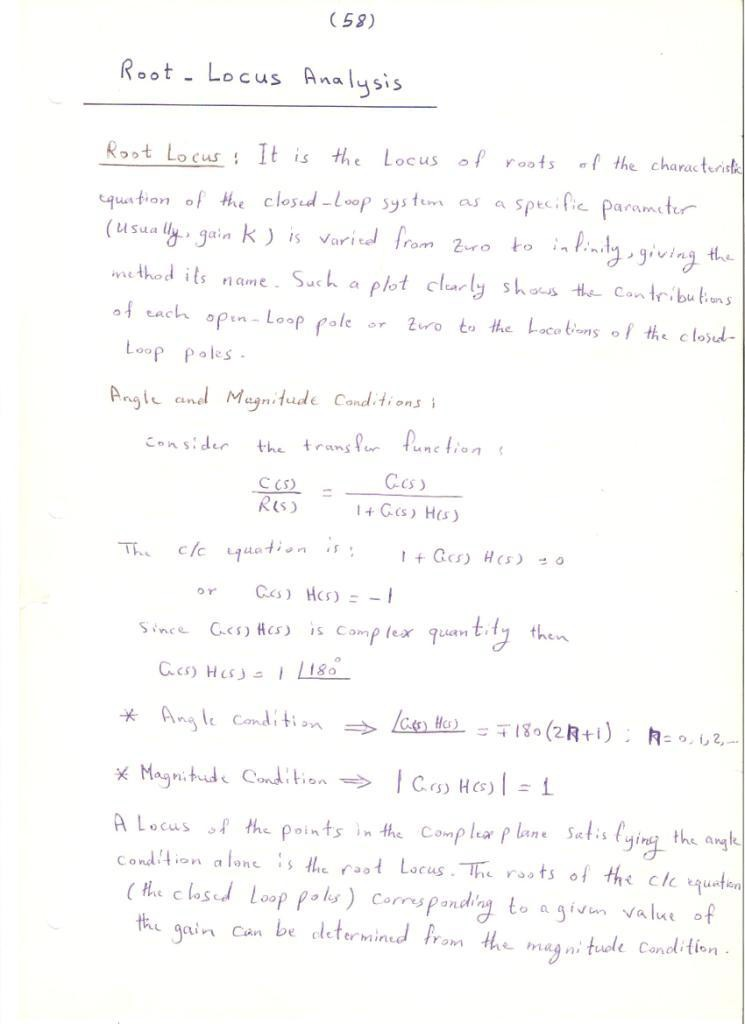 (58)
Root - Locus Analysis
Root Locus : It is the Locus of roots of the characteristic
equation of the closed-Loop system as a specific parameter
(Usually, gain K) is varied from zero to infinity, giving the
method its name. Such a plot clearly shows the contributions
of each open-Loop pole or zero to the Locations of the closed-
Loop poles.
Angle and Magnitude Conditions :
Consider the transfer function :
C(s)/R(s) = G(s)/(1 + G(s) H(s))
The c/c equation is : 1 + G(s) H(s) = 0
or G(s) H(s) = -1
Since G(s) H(s) is complex quantity then
G(s) H(s) = 1 ∠180°
* Angle condition ⇒ ∠G(s) H(s) = ∓180(2k+1) ; k = 0, 1, 2, ...
* Magnitude Condition ⇒ |G(s) H(s)| = 1
A Locus of the points in the complex plane satisfying the angle
condition alone is the root Locus. The roots of the c/c equation
(the closed Loop poles) corresponding to a given value of
the gain can be determined from the magnitude condition.